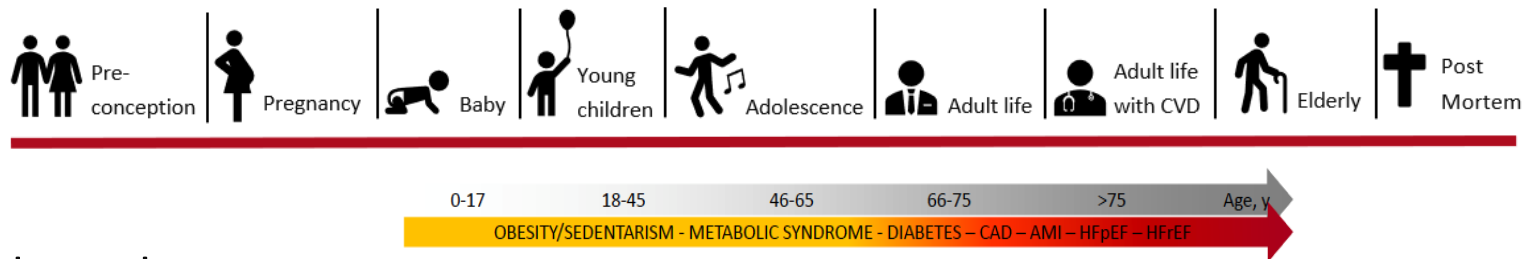 Pre-
conception
Pregnancy
Baby
Young
children
Adolescence
Adult life
Adult life
with CVD
Elderly
Post
Mortem
0-17 18-45 46-65 66-75 >75 Age, y
OBESITY/SEDENTARISM - METABOLIC SYNDROME - DIABETES – CAD – AMI – HFpEF – HFrEF